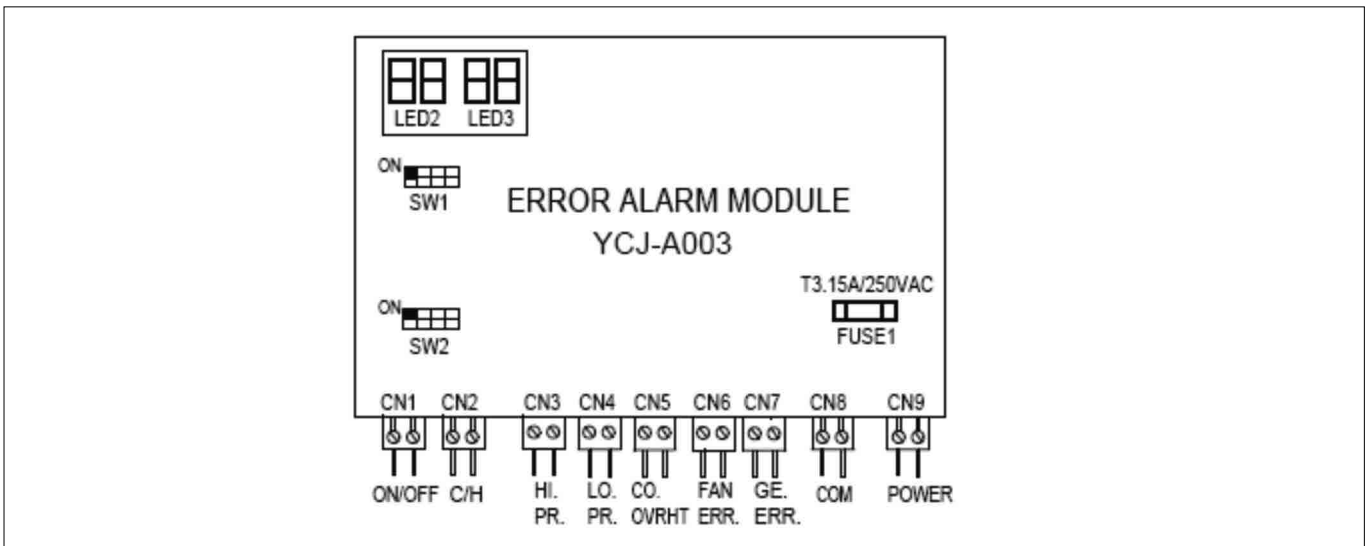 LED2 LED3
ON
SW1
ERROR ALARM MODULE
YCJ-A003
T3.15A/250VAC
ON
SW2
FUSE1
CN1 CN2 CN3 CN4 CN5 CN6 CN7 CN8 CN9
ON/OFF C/H HI. LO. CO. FAN GE. COM POWER
PR. PR. OVRHT ERR. ERR.